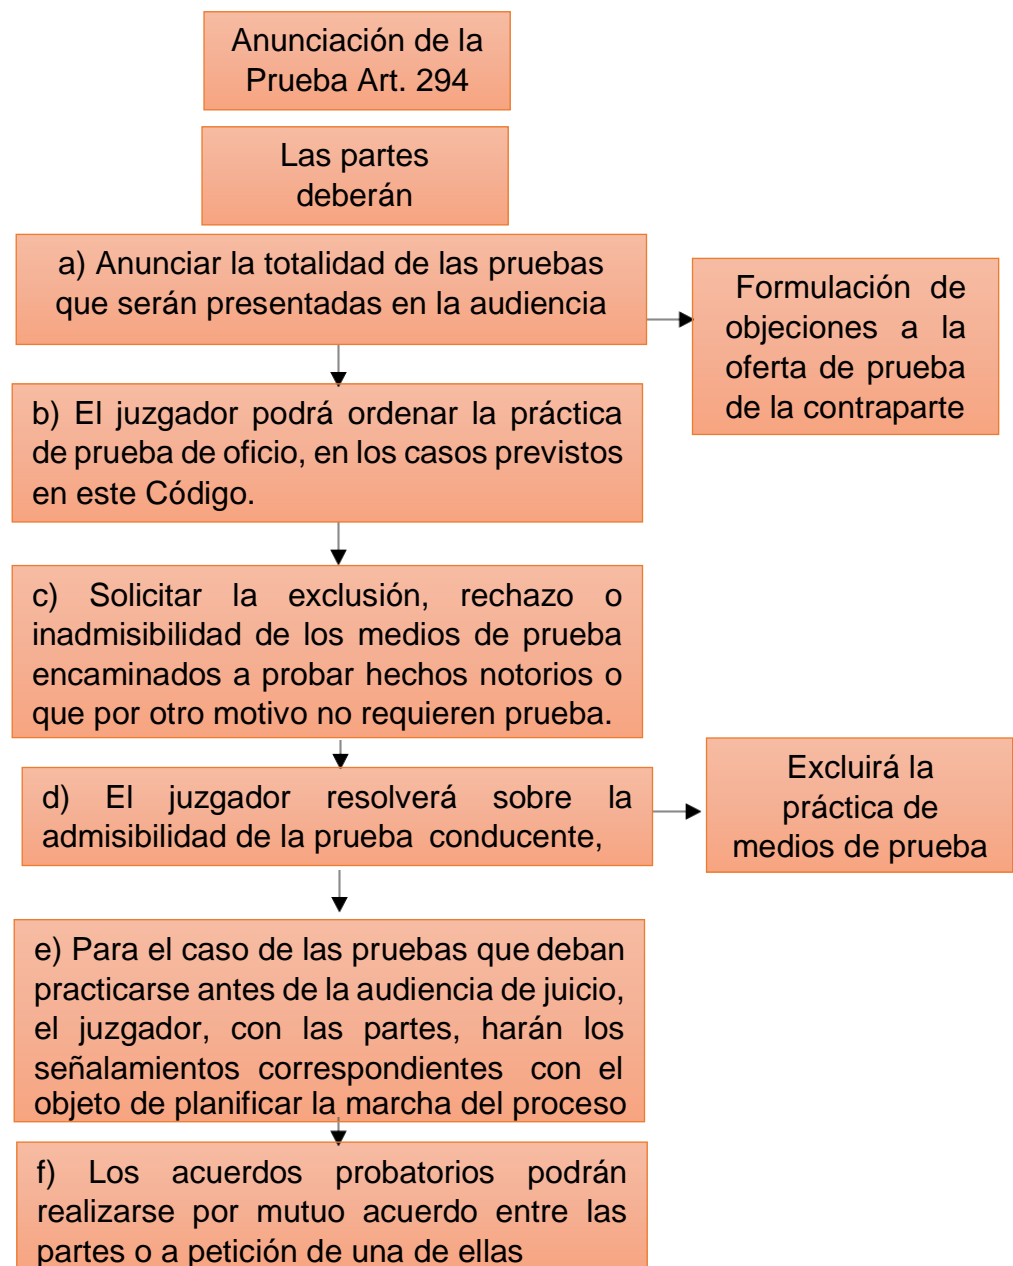 Anunciación de la
Prueba Art. 294
Las partes
deberán
a) Anunciar la totalidad de las pruebas
que serán presentadas en la audiencia
Formulación de
objeciones a la
oferta de prueba
de la contraparte
b) El juzgador podrá ordenar la práctica
de prueba de oficio, en los casos previstos
en este Código.
c) Solicitar la exclusión, rechazo o
inadmisibilidad de los medios de prueba
encaminados a probar hechos notorios o
que por otro motivo no requieren prueba.
d) El juzgador resolverá sobre la
admisibilidad de la prueba conducente,
Excluirá la
práctica de
medios de prueba
e) Para el caso de las pruebas que deban
practicarse antes de la audiencia de juicio,
el juzgador, con las partes, harán los
señalamientos correspondientes con el
objeto de planificar la marcha del proceso
f) Los acuerdos probatorios podrán
realizarse por mutuo acuerdo entre las
partes o a petición de una de ellas